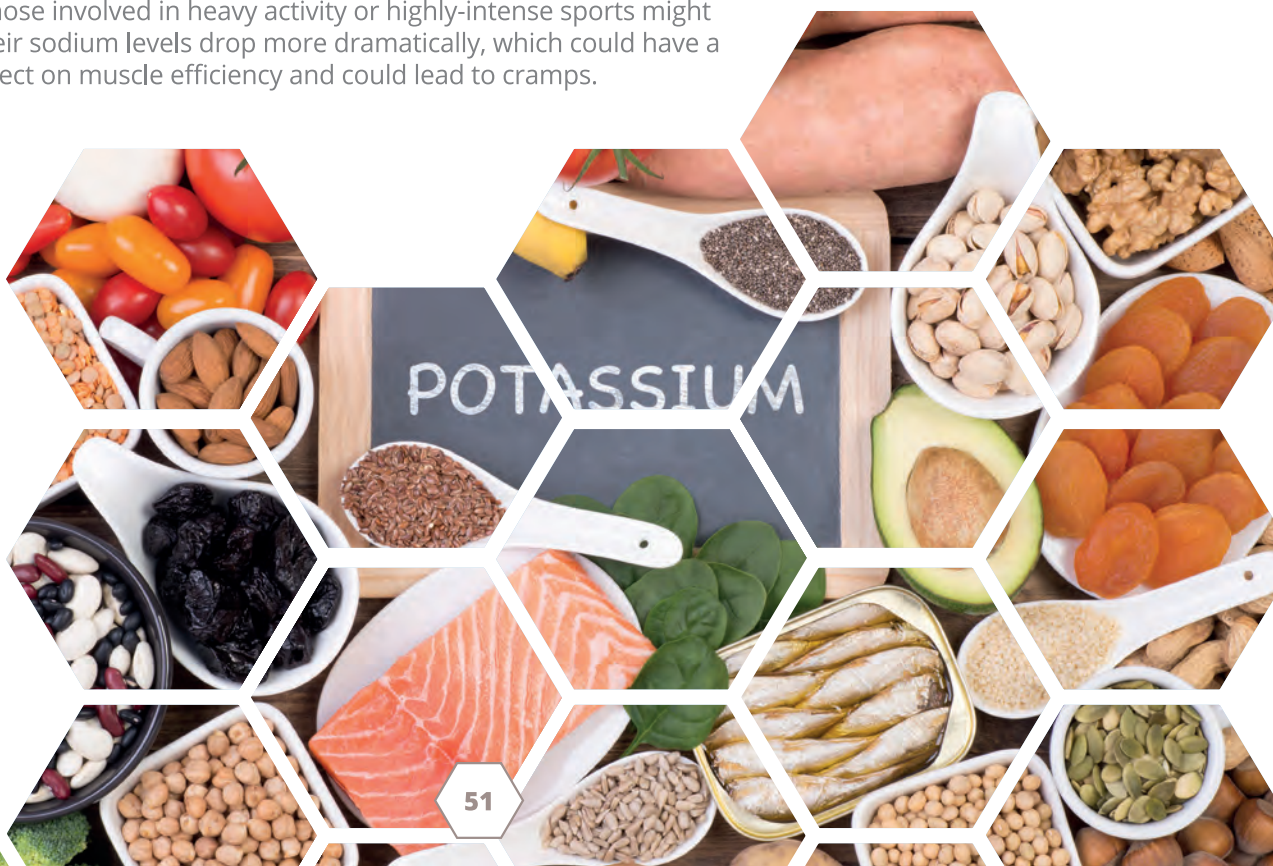 hose involved in heavy activity or highly-intense sports might
eir sodium levels drop more dramatically, which could have a
ect on muscle efficiency and could lead to cramps.
POTASSIUM
51